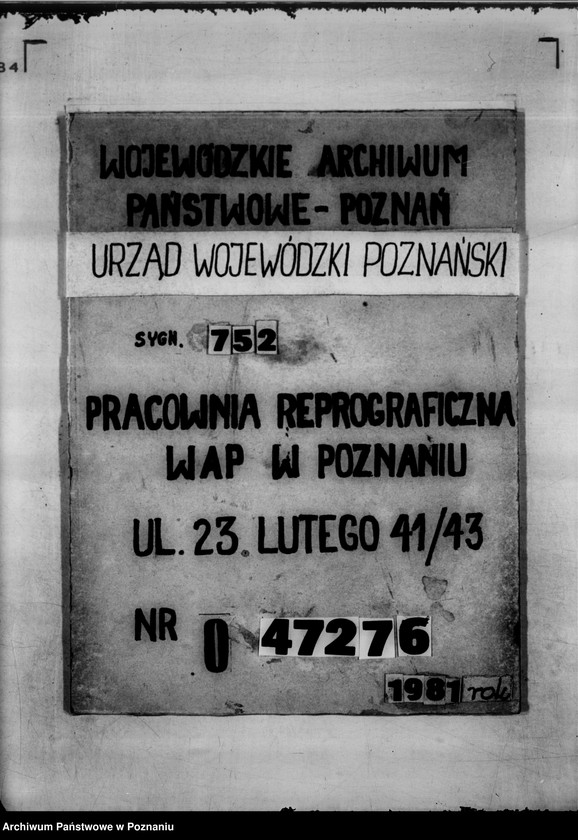 34
WOJEWÓDZKIE ARCHIWUM
PAŃSTWOWE - POZNAŃ
URZĄD WOJEWÓDZKI POZNAŃSKI
SYGN. 752
PRACOWNIA REPROGRAFICZNA
WAP W POZNANIU
UL. 23. LUTEGO 41/43
NR 0 47276
1981 rok
Archiwum Państwowe w Poznaniu